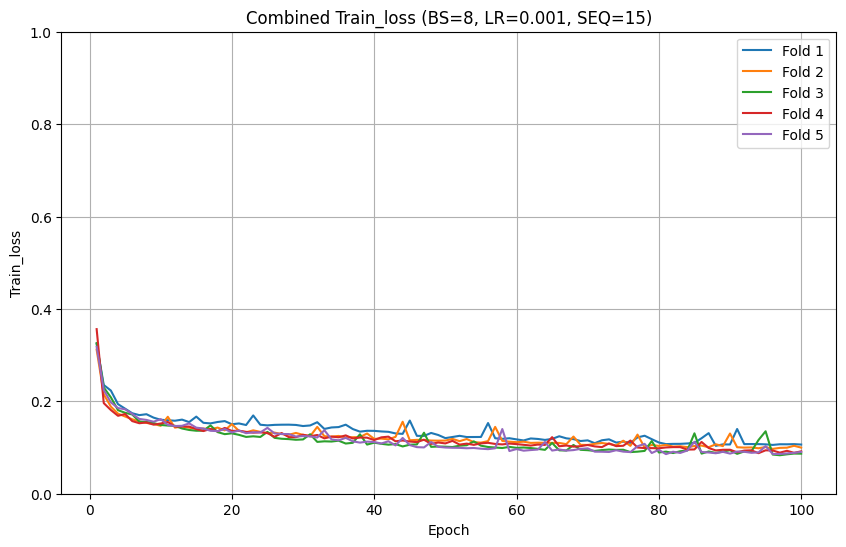 Combined Train_loss (BS=8, LR=0.001, SEQ=15)
Train_loss
1.0
0.8
0.6
0.4
0.2
0.0
Fold 1
Fold 2
Fold 3
Fold 4
Fold 5
0 20 40 60 80 100
Epoch